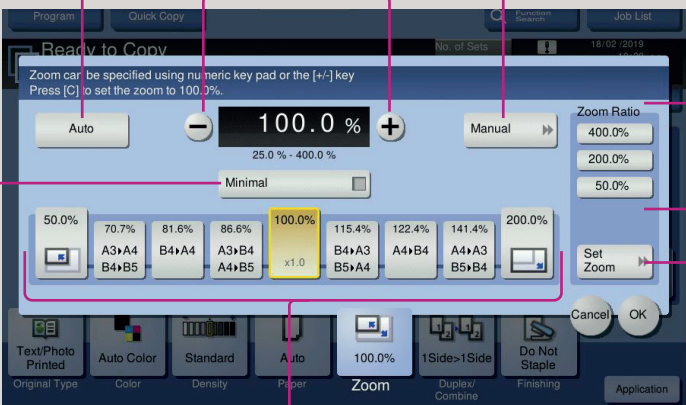 Program
Quick Copy
Function
Search
Job List
Ready to Copy
No. of Sets
18/02 /2019
Zoom can be specified using numeric key pad or the [+/-] key
Press [C] to set the zoom to 100.0%.
Auto
−
100.0 %
+
Manual
25.0 % - 400.0 %
Minimal
Zoom Ratio
400.0%
200.0%
50.0%
Set
Zoom
50.0%
70.7%
A3▸A4
B4▸B5
81.6%
B4▸A4
86.6%
A3▸B4
A4▸B5
100.0%
x1.0
115.4%
B4▸A3
B5▸A4
122.4%
A4▸B4
141.4%
A4▸A3
B5▸B4
200.0%
Cancel
OK
Text/Photo
Printed
Original Type
Auto Color
Color
Standard
Density
Auto
Paper
100.0%
Zoom
1Side>1Side
Duplex/
Combine
Do Not
Staple
Finishing
Application